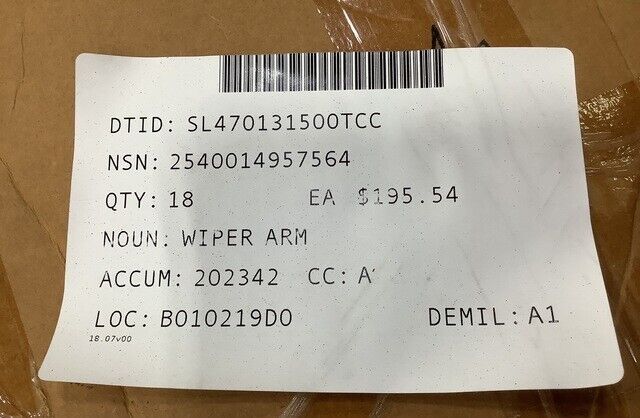 DTID: SL470131500TCC
NSN: 2540014957564
QTY: 18 EA $195.54
NOUN: WIPER ARM
ACCUM: 202342 CC: A
LOC: B010219D0 DEMIL: A1
18.07v00